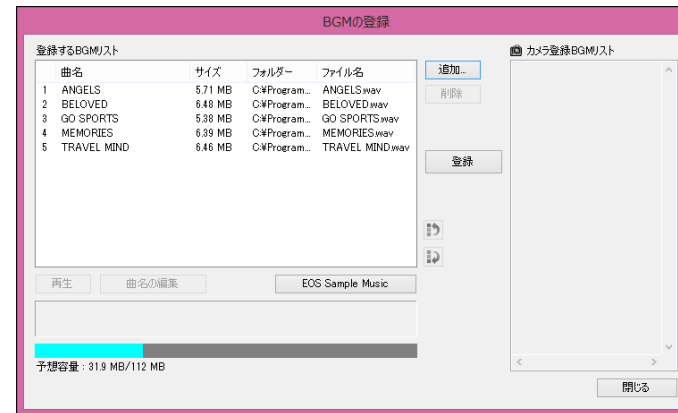 BGMの登録
登録するBGMリスト
曲名 サイズ フォルダー ファイル名
1 ANGELS 5.71 MB C:¥Program... ANGELS.wav
2 BELOVED 6.48 MB C:¥Program... BELOVED.wav
3 GO SPORTS 5.38 MB C:¥Program... GO SPORTS.wav
4 MEMORIES 6.39 MB C:¥Program... MEMORIES.wav
5 TRAVEL MIND 6.46 MB C:¥Program... TRAVEL MIND.wav
追加...
削除
登録
カメラ登録BGMリスト
再生 曲名の編集 EOS Sample Music
予想容量 : 31.9 MB/112 MB
閉じる